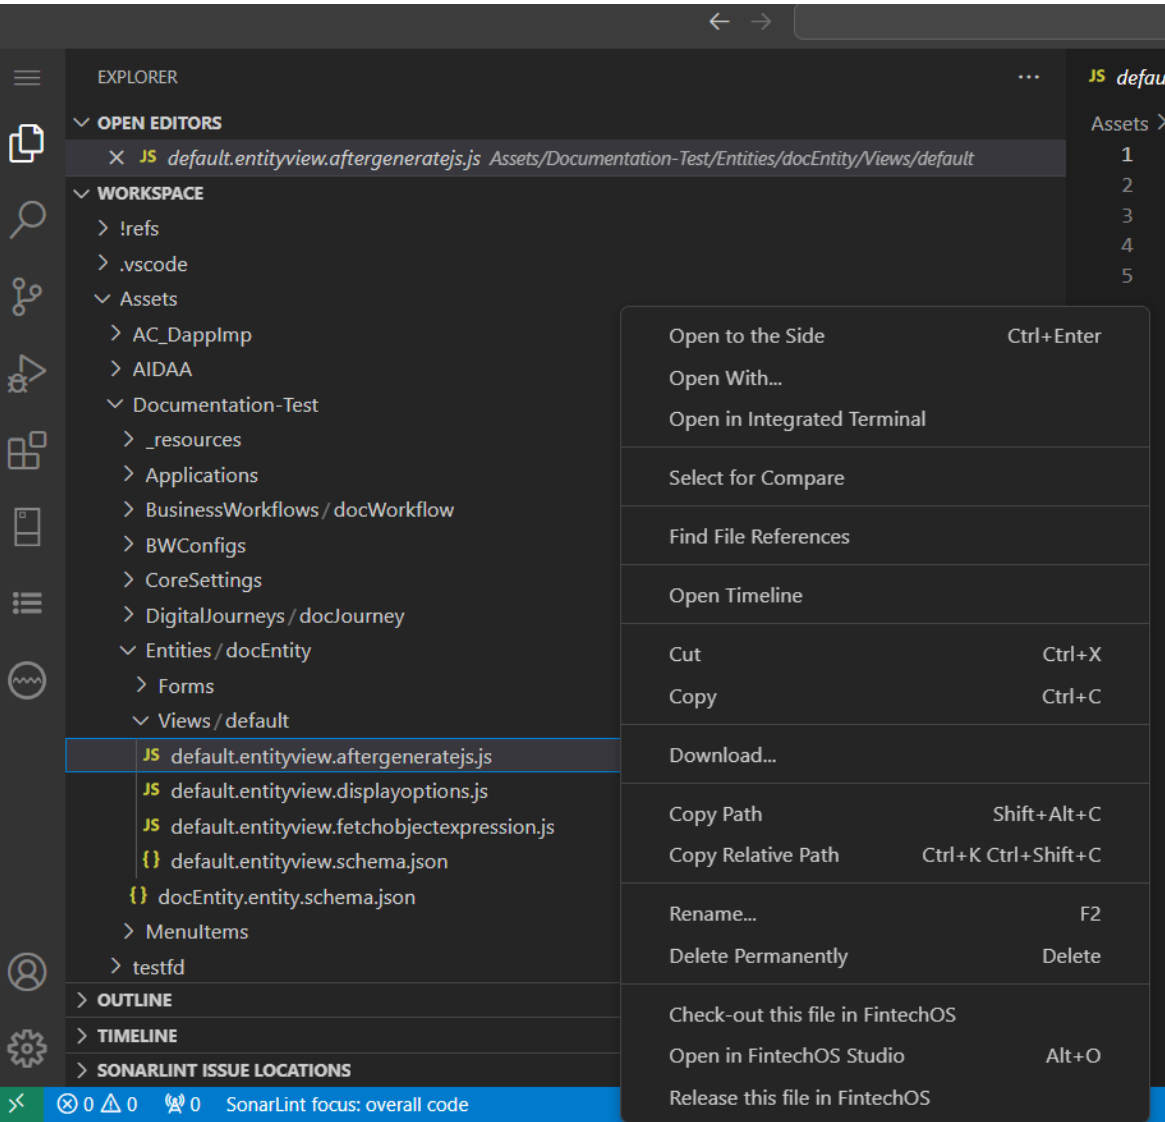 EXPLORER
...
OPEN EDITORS
JS default.entityview.aftergeneratejs.js Assets/Documentation-Test/Entities/docEntity/Views/default
WORKSPACE
!refs
.vscode
Assets
AC_DappImp
AIDAA
Documentation-Test
_resources
Applications
BusinessWorkflows / docWorkflow
BWConfigs
CoreSettings
DigitalJourneys / docJourney
Entities / docEntity
Forms
Views / default
JS default.entityview.aftergeneratejs.js
JS default.entityview.displayoptions.js
JS default.entityview.fetchobjectexpression.js
{} default.entityview.schema.json
{} docEntity.entity.schema.json
MenuItems
testfd
OUTLINE
TIMELINE
SONARLINT ISSUE LOCATIONS
0 0 0 SonarLint focus: overall code
JS defau
Assets >
1
2
3
4
5
Open to the Side Ctrl+Enter
Open With...
Open in Integrated Terminal
Select for Compare
Find File References
Open Timeline
Cut Ctrl+X
Copy Ctrl+C
Download...
Copy Path Shift+Alt+C
Copy Relative Path Ctrl+K Ctrl+Shift+C
Rename... F2
Delete Permanently Delete
Check-out this file in FintechOS
Open in FintechOS Studio Alt+O
Release this file in FintechOS